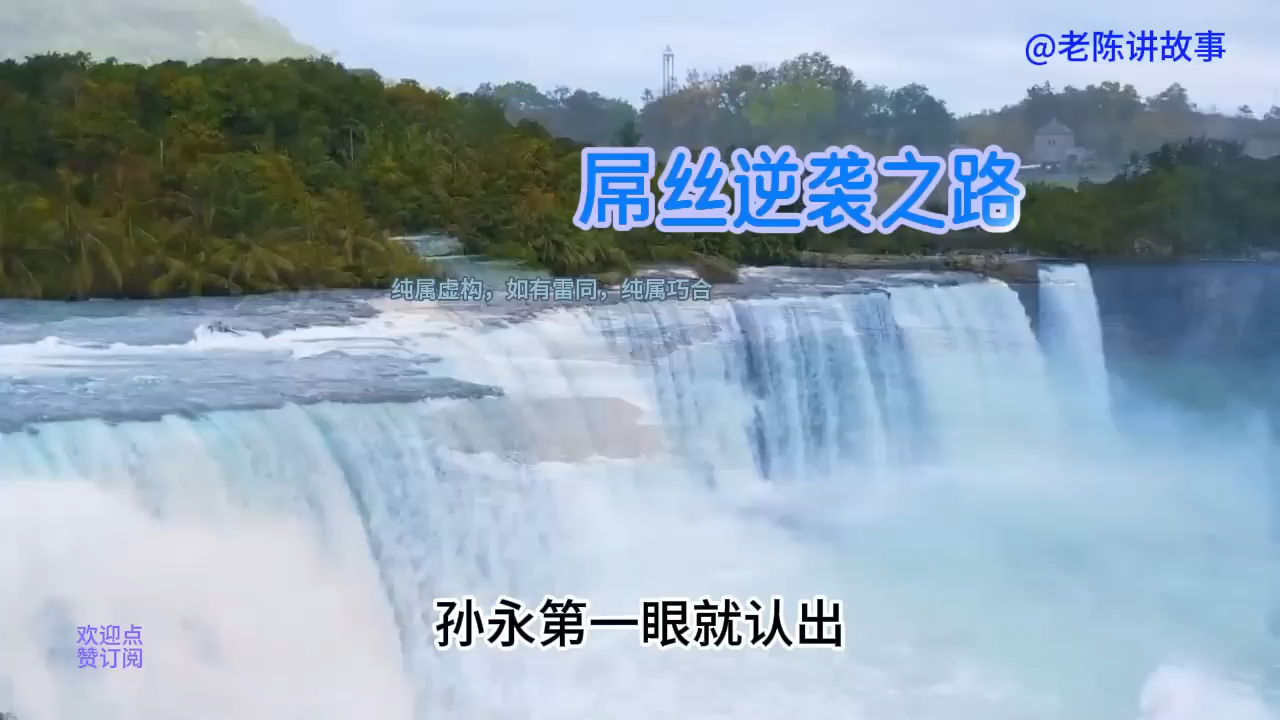 @老陈讲故事
屌丝逆袭之路
纯属虚构，如有雷同，纯属巧合
孙永第一眼就认出
欢迎点
赞订阅